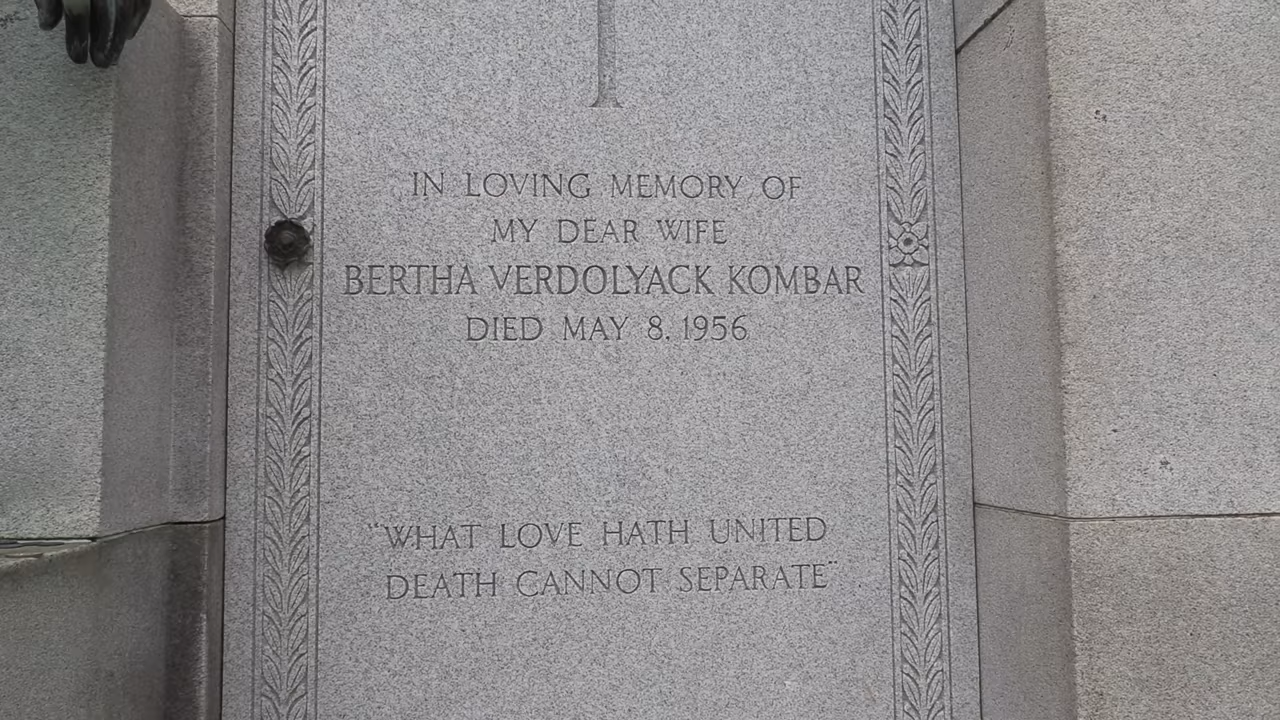 IN LOVING MEMORY OF
MY DEAR WIFE
BERTHA VERDOLYACK KOMBAR
DIED MAY 8, 1956
"WHAT LOVE HATH UNITED
DEATH CANNOT SEPARATE"